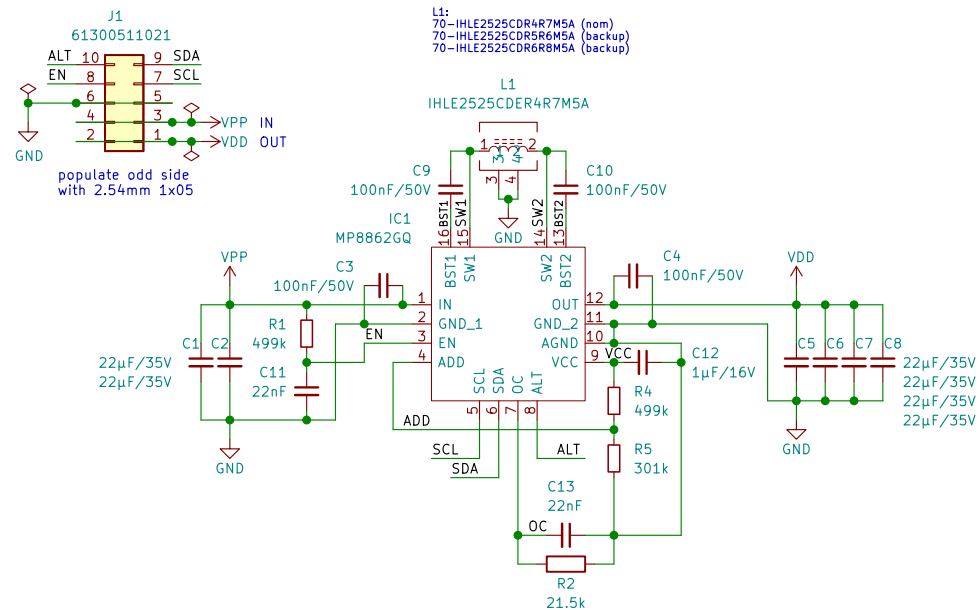 J1
61300511021
ALT 10 9 SDA
EN 8 7 SCL
6 5
4 3 VPP IN
2 1 VDD OUT
GND
populate odd side
with 2.54mm 1x05
L1:
70-IHLE2525CDR4R7M5A (nom)
70-IHLE2525CDR5R6M5A (backup)
70-IHLE2525CDR6R8M5A (backup)
L1
IHLE2525CDER4R7M5A
1 2
3 4
GND
C9
100nF/50V
C10
100nF/50V
BST1
SW1
SW2
BST2
IC1
MP8862GQ
16 15 14 13
BST1 SW1 SW2 BST2
1 IN
2 GND_1
3 EN
4 ADD
OUT 12
GND_2 11
AGND 10
VCC 9
SCL SDA OC ALT
5 6 7 8
VPP
C3
100nF/50V
R1
499k
EN
C1
C2
22µF/35V
22µF/35V
C11
22nF
GND
C4
100nF/50V
VDD
VCC
C12
1µF/16V
C5 C6 C7 C8
22µF/35V
22µF/35V
22µF/35V
22µF/35V
GND
R4
499k
ADD
R5
301k
SCL
SDA
ALT
C13
22nF
OC
R2
21.5k